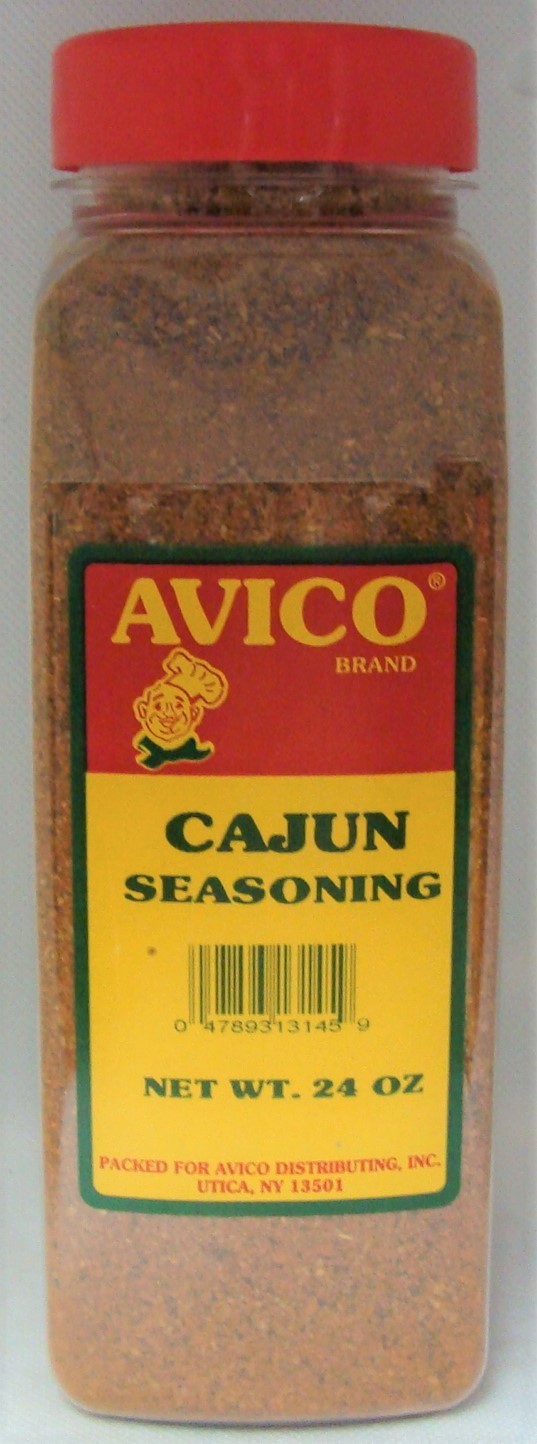 AVICO®
BRAND
CAJUN
SEASONING
0 47893 13145 9
NET WT. 24 OZ
PACKED FOR AVICO DISTRIBUTING, INC.
UTICA, NY 13501